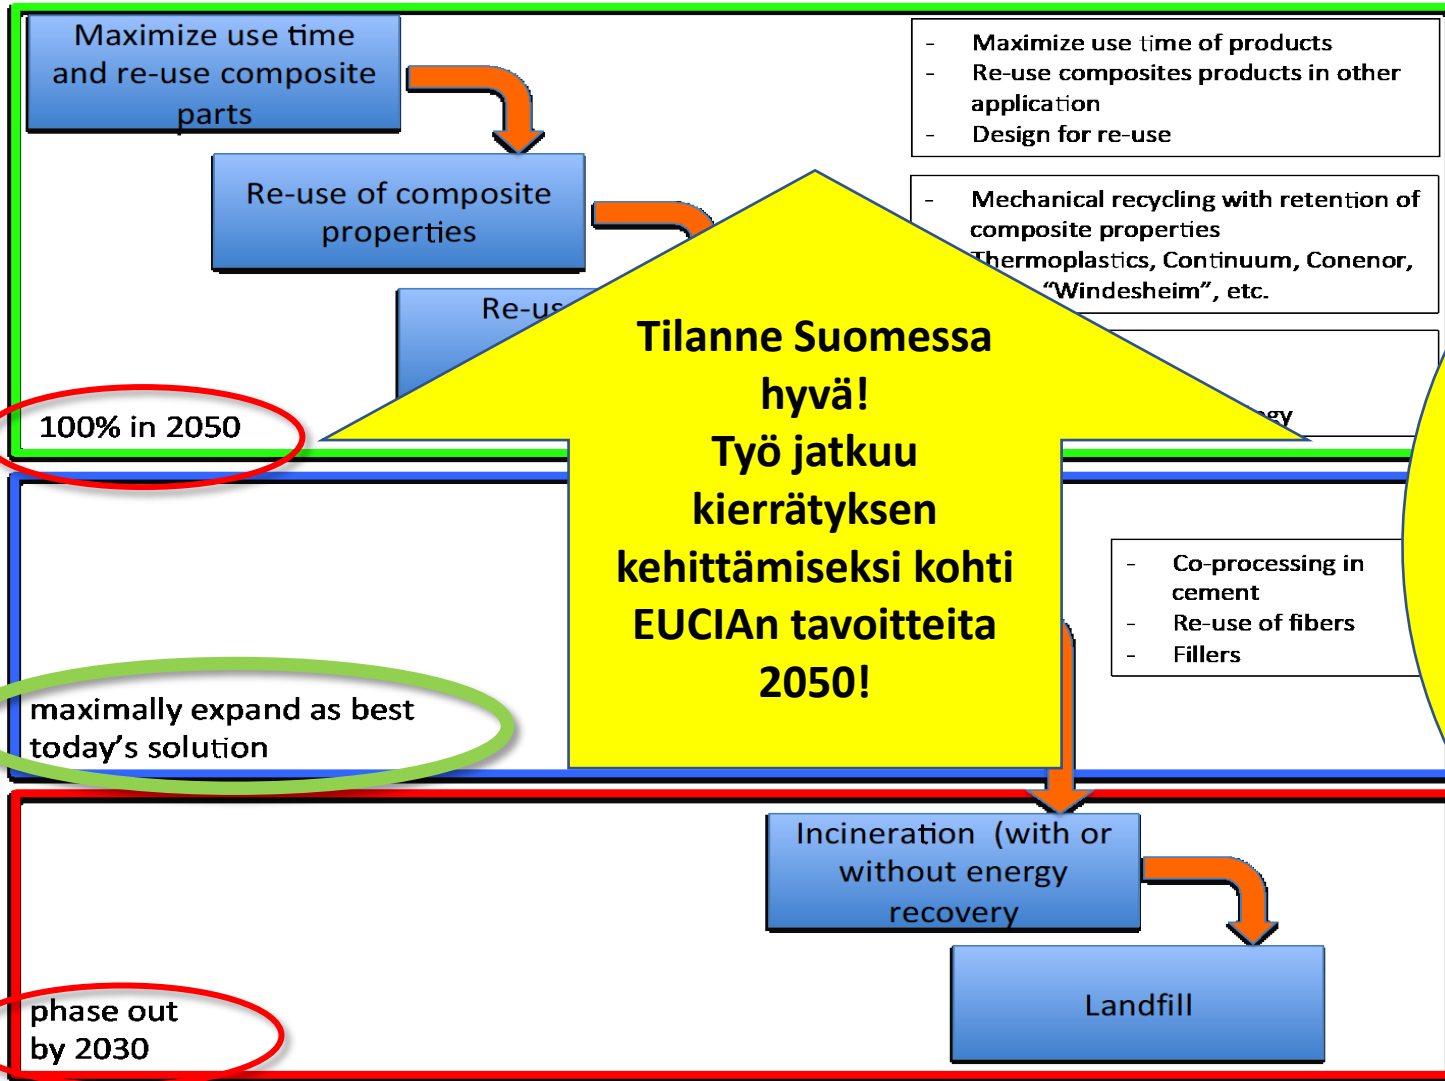 Maximize use time
and re-use composite
parts
- Maximize use time of products
- Re-use composites products in other
application
- Design for re-use
Re-use of composite
properties
- Mechanical recycling with retention of
composite properties
Thermoplastics, Continuum, Conenor,
"Windesheim", etc.
100% in 2050
Tilanne Suomessa
hyvä!
Työ jatkuu
kierrätyksen
kehittämiseksi kohti
EUCIAn tavoitteita
2050!
- Co-processing in
cement
- Re-use of fibers
- Fillers
maximally expand as best
today's solution
Incineration (with or
without energy
recovery
Landfill
phase out
by 2030